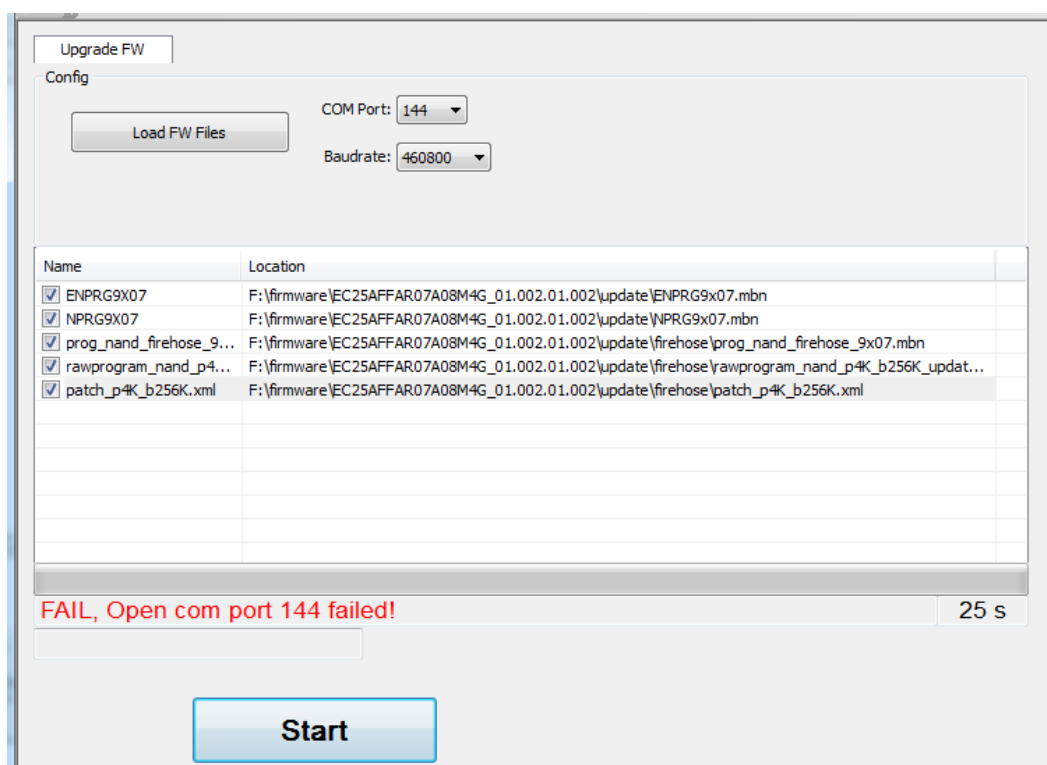 Upgrade FW
Config
Load FW Files
COM Port: 144
Baudrate: 460800
Name Location
ENPRG9X07 F:\firmware\EC25AFFAR07A08M4G_01.002.01.002\update\ENPRG9x07.mbn
NPRG9X07 F:\firmware\EC25AFFAR07A08M4G_01.002.01.002\update\NPRG9x07.mbn
prog_nand_firehose_9... F:\firmware\EC25AFFAR07A08M4G_01.002.01.002\update\firehose\prog_nand_firehose_9x07.mbn
rawprogram_nand_p4... F:\firmware\EC25AFFAR07A08M4G_01.002.01.002\update\firehose\rawprogram_nand_p4K_b256K_updat...
patch_p4K_b256K.xml F:\firmware\EC25AFFAR07A08M4G_01.002.01.002\update\firehose\patch_p4K_b256K.xml
FAIL, Open com port 144 failed! 25 s
Start